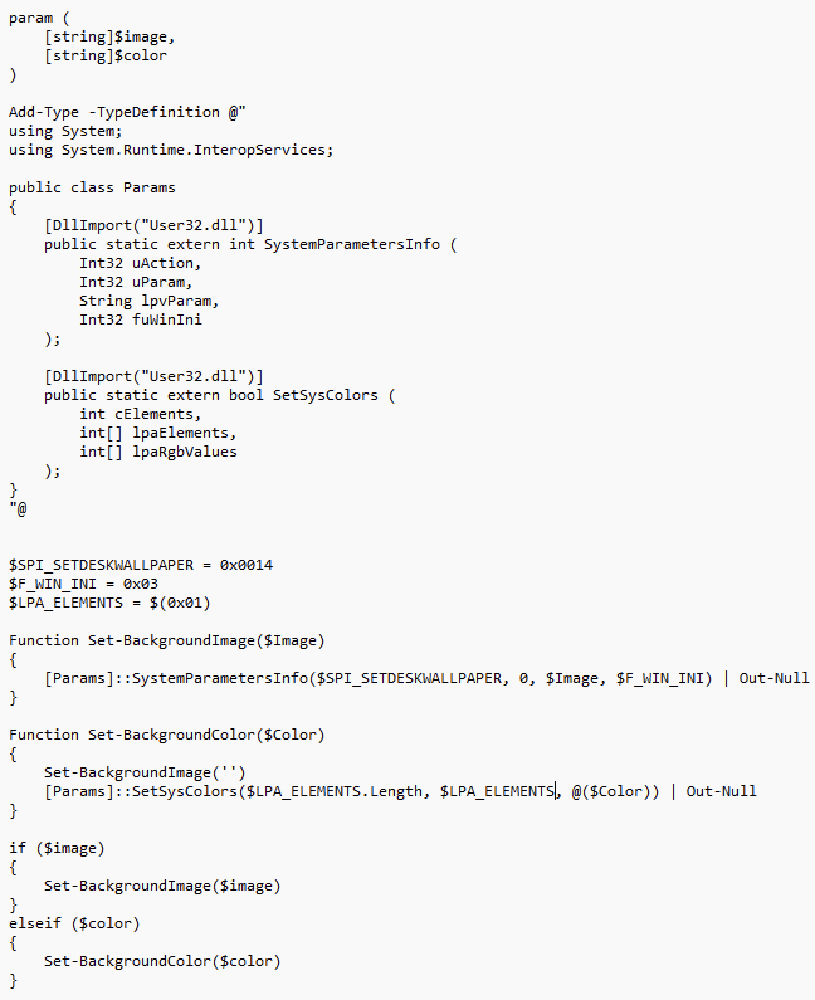 param (
    [string]$image,
    [string]$color
)

Add-Type -TypeDefinition @"
using System;
using System.Runtime.InteropServices;

public class Params
{
    [DllImport("User32.dll")]
    public static extern int SystemParametersInfo (
        Int32 uAction,
        Int32 uParam,
        String lpvParam,
        Int32 fuWinIni
    );

    [DllImport("User32.dll")]
    public static extern bool SetSysColors (
        int cElements,
        int[] lpaElements,
        int[] lpaRgbValues
    );
}
"@


$SPI_SETDESKWALLPAPER = 0x0014
$F_WIN_INI = 0x03
$LPA_ELEMENTS = $(0x01)

Function Set-BackgroundImage($Image)
{
    [Params]::SystemParametersInfo($SPI_SETDESKWALLPAPER, 0, $Image, $F_WIN_INI) | Out-Null
}

Function Set-BackgroundColor($Color)
{
    Set-BackgroundImage('')
    [Params]::SetSysColors($LPA_ELEMENTS.Length, $LPA_ELEMENTS, @($Color)) | Out-Null
}

if ($image)
{
    Set-BackgroundImage($image)
}
elseif ($color)
{
    Set-BackgroundColor($color)
}